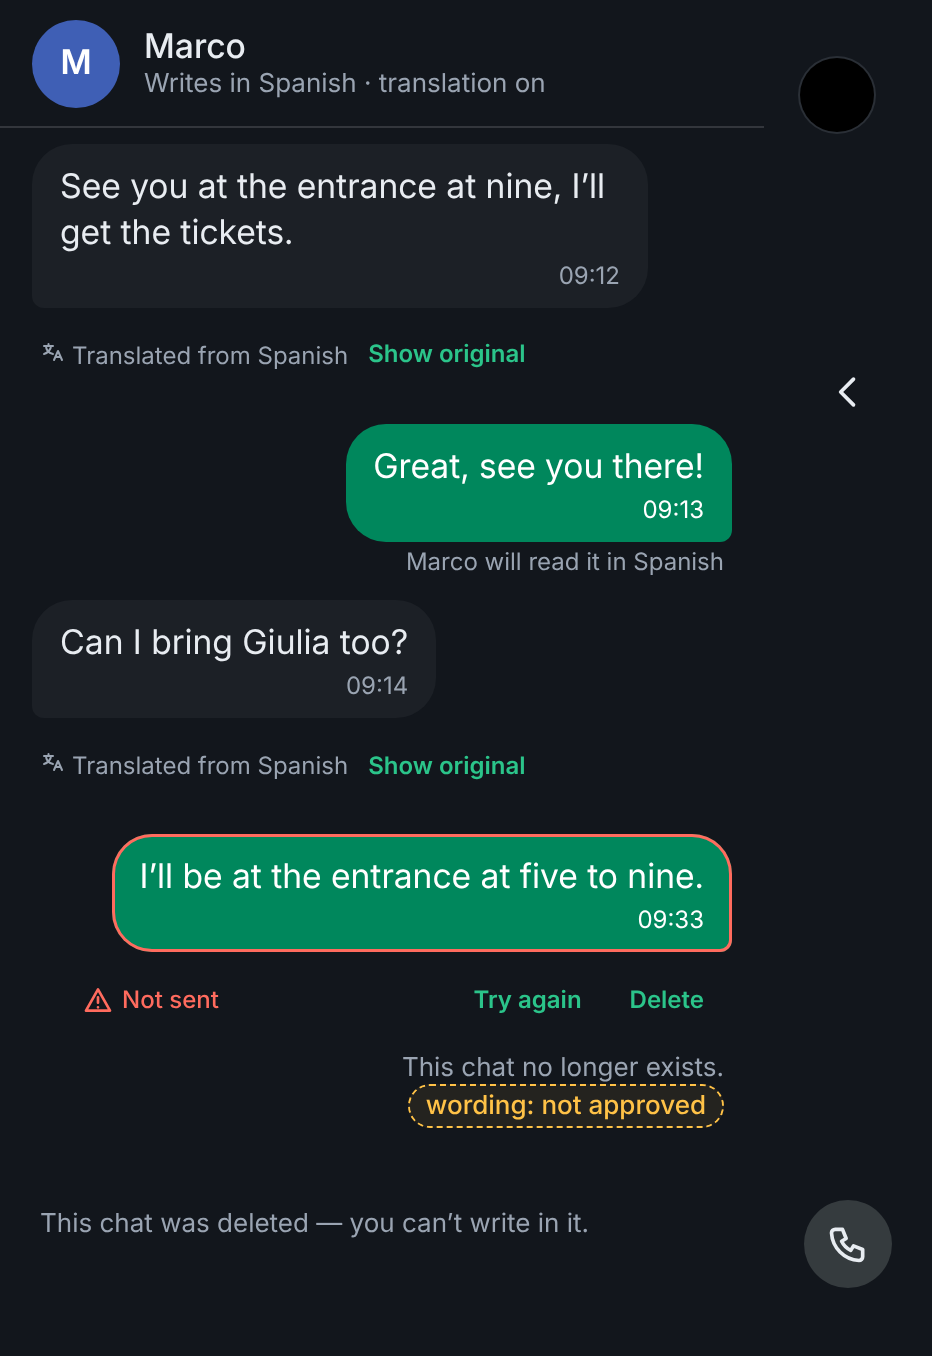 M
Marco
Writes in Spanish · translation on
See you at the entrance at nine, I’ll
get the tickets.
09:12
Translated from Spanish Show original
Great, see you there!
09:13
Marco will read it in Spanish
Can I bring Giulia too?
09:14
Translated from Spanish Show original
I’ll be at the entrance at five to nine.
09:33
Not sent Try again Delete
This chat no longer exists.
wording: not approved
This chat was deleted — you can’t write in it.